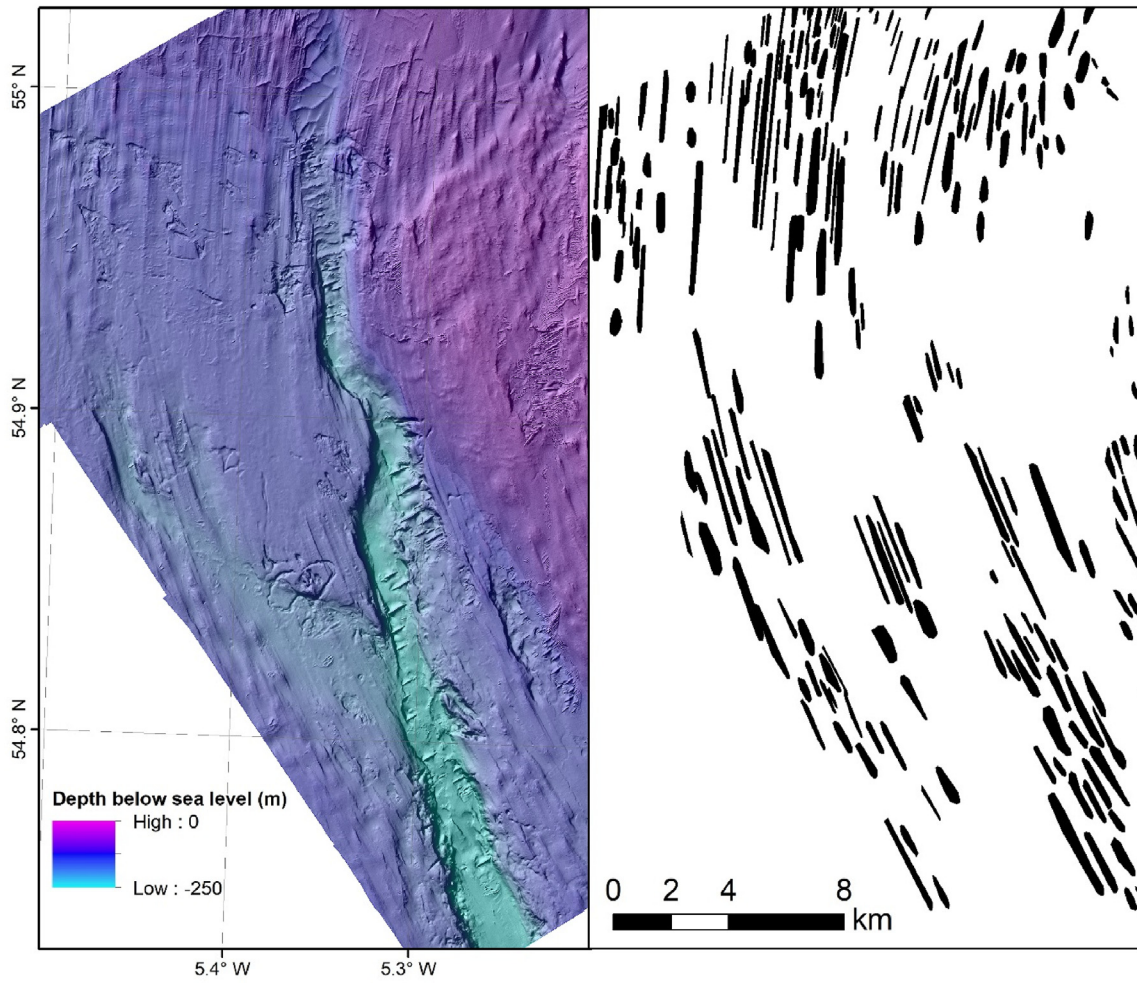 55° N
54.9° N
54.8° N
Depth below sea level (m)
High : 0
Low : -250
5.4° W
5.3° W
0 2 4 8
km